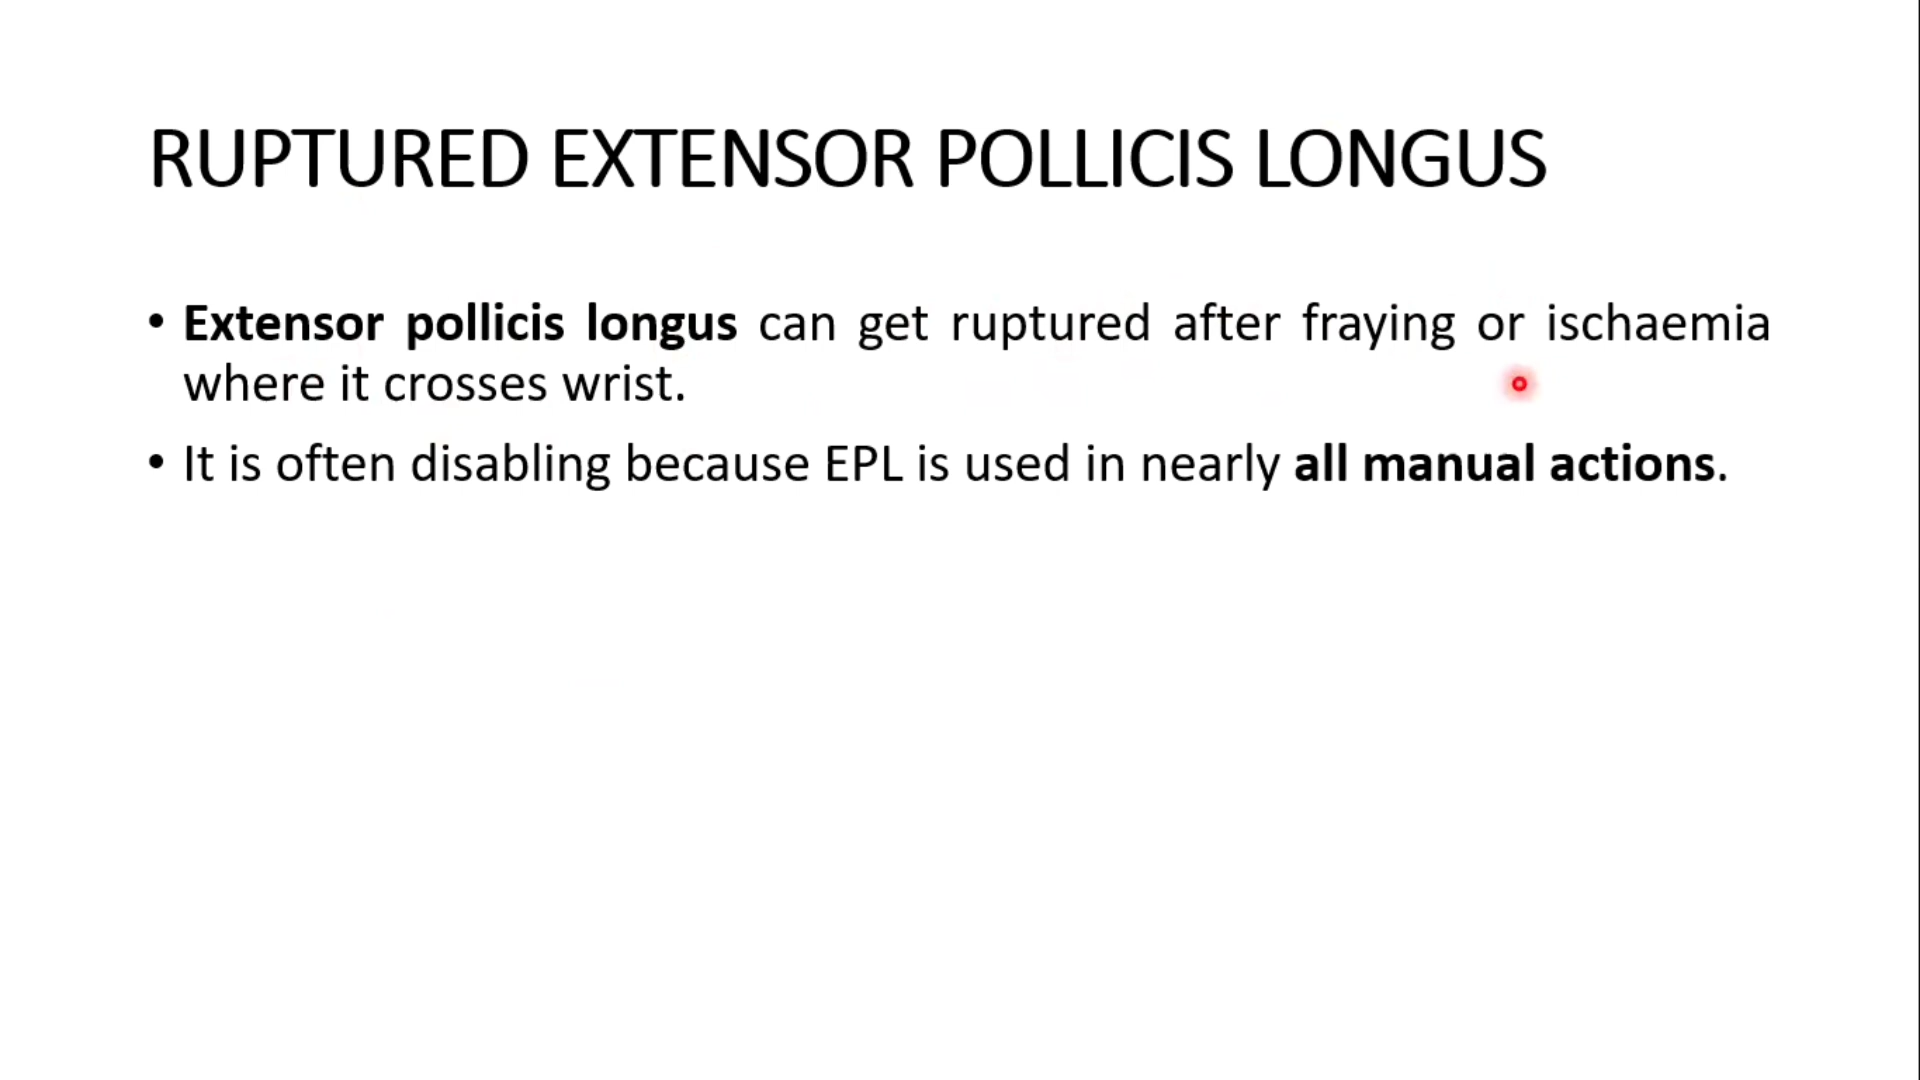 RUPTURED EXTENSOR POLLICIS LONGUS
• Extensor pollicis longus can get ruptured after fraying or ischaemia
where it crosses wrist.
• It is often disabling because EPL is used in nearly all manual actions.